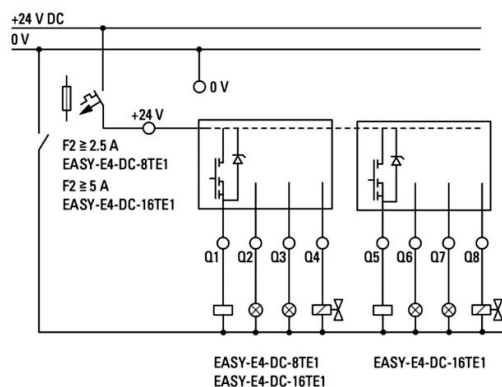 +24 V DC
0 V
0 V
+24 V
F2 ≧ 2.5 A
EASY-E4-DC-8TE1
F2 ≧ 5 A
EASY-E4-DC-16TE1
Q1 Q2 Q3 Q4 Q5 Q6 Q7 Q8
EASY-E4-DC-8TE1 EASY-E4-DC-16TE1
EASY-E4-DC-16TE1